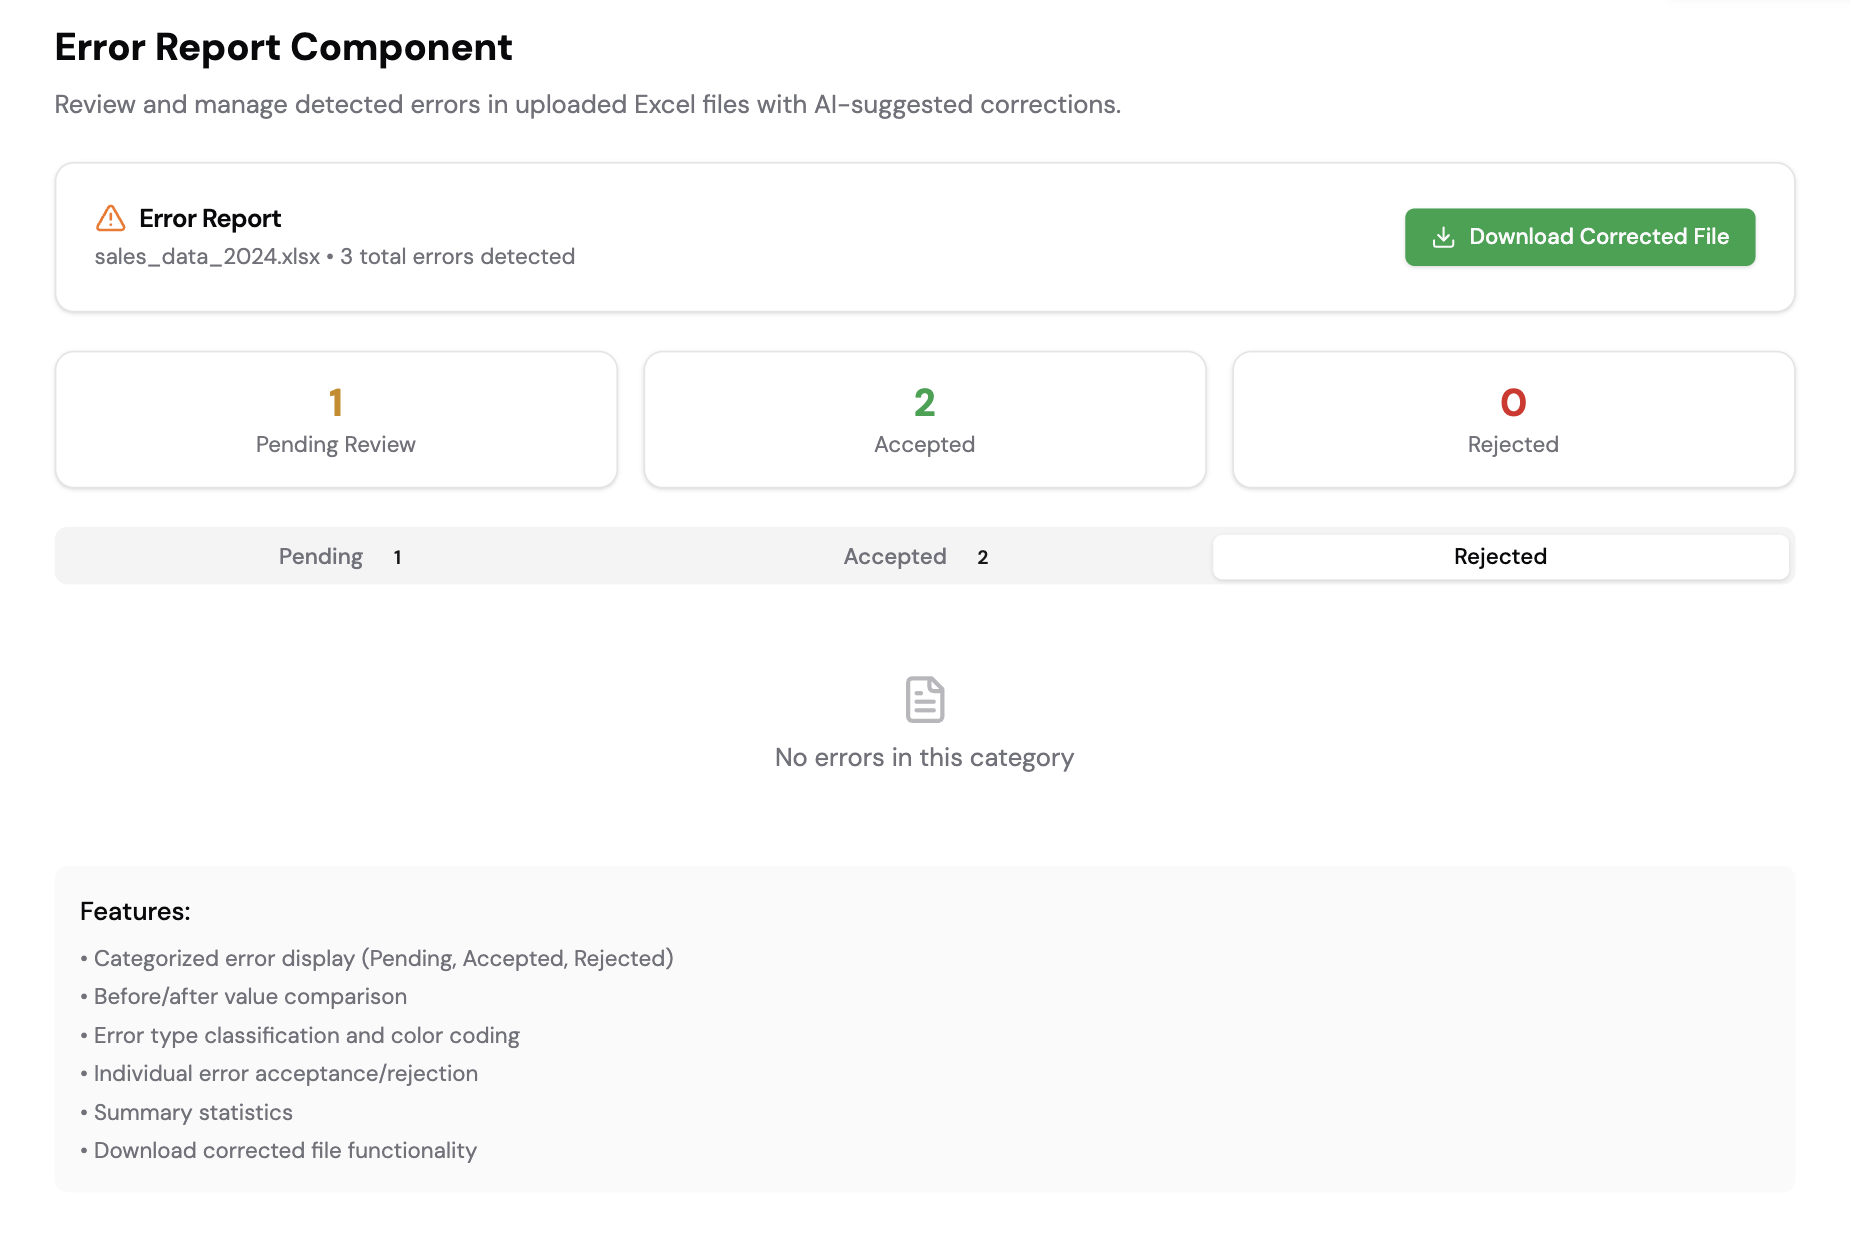 Error Report Component
Review and manage detected errors in uploaded Excel files with AI-suggested corrections.
Error Report
sales_data_2024.xlsx • 3 total errors detected
Download Corrected File
1
Pending Review
2
Accepted
0
Rejected
Pending 1
Accepted 2
Rejected
No errors in this category
Features:
• Categorized error display (Pending, Accepted, Rejected)
• Before/after value comparison
• Error type classification and color coding
• Individual error acceptance/rejection
• Summary statistics
• Download corrected file functionality